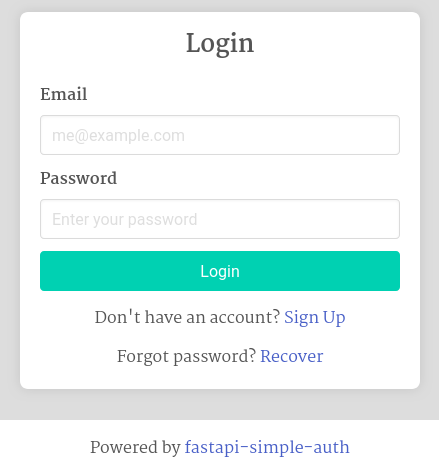 Login
Email
me@example.com
Password
Enter your password
Login
Don't have an account? Sign Up
Forgot password? Recover
Powered by fastapi-simple-auth